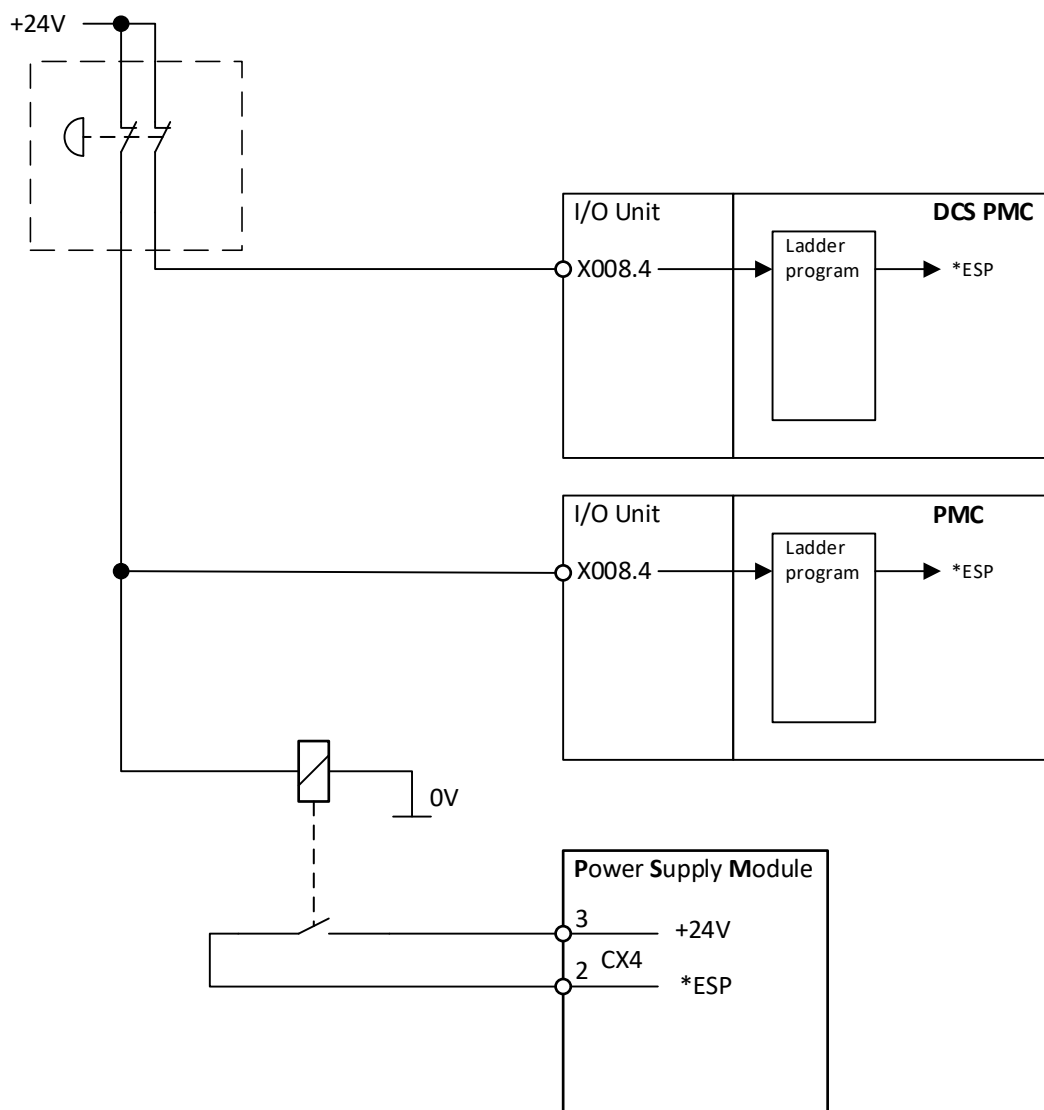 +24V
I/O Unit
DCS PMC
X008.4
Ladder
program
*ESP
I/O Unit
PMC
X008.4
Ladder
program
*ESP
0V
Power Supply Module
3
+24V
CX4
2
*ESP